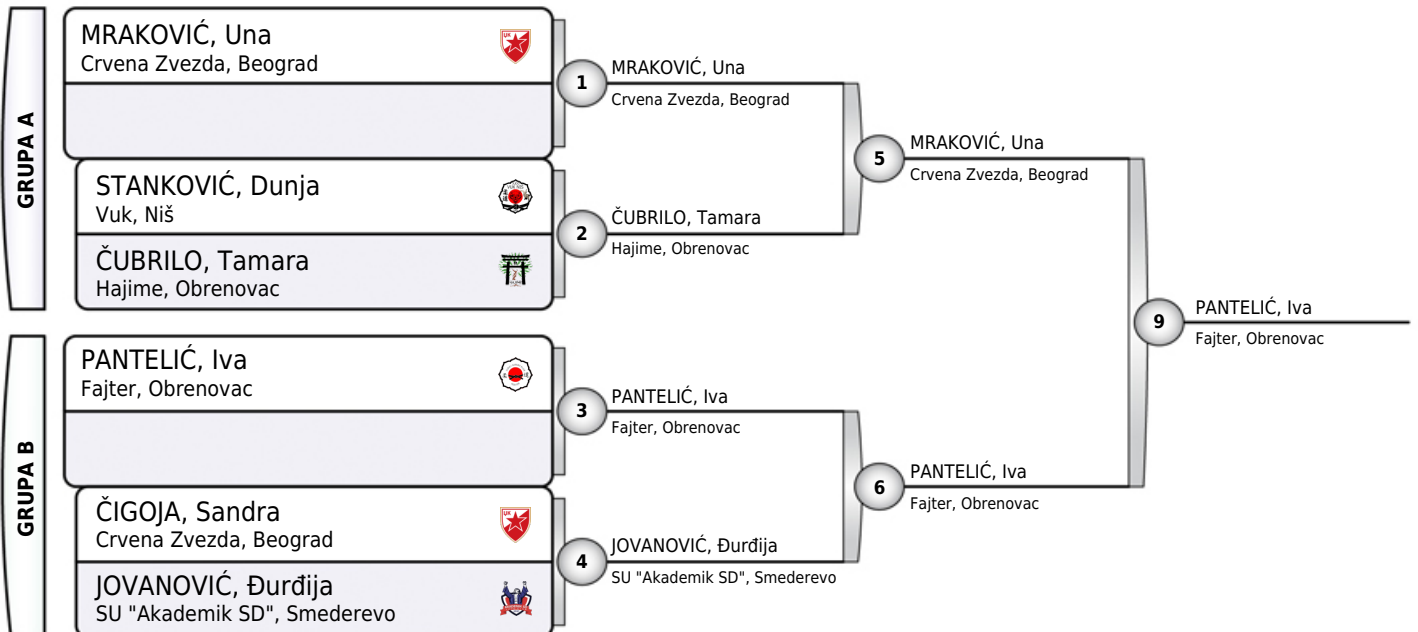 GRUPA A
MRAKOVIĆ, Una
Crvena Zvezda, Beograd
STANKOVIĆ, Dunja
Vuk, Niš
ČUBRILO, Tamara
Hajime, Obrenovac
GRUPA B
PANTELIĆ, Iva
Fajter, Obrenovac
ČIGOJA, Sandra
Crvena Zvezda, Beograd
JOVANOVIĆ, Đurđija
SU "Akademik SD", Smederevo
1
MRAKOVIĆ, Una
Crvena Zvezda, Beograd
2
ČUBRILO, Tamara
Hajime, Obrenovac
3
PANTELIĆ, Iva
Fajter, Obrenovac
4
JOVANOVIĆ, Đurđija
SU "Akademik SD", Smederevo
5
MRAKOVIĆ, Una
Crvena Zvezda, Beograd
6
PANTELIĆ, Iva
Fajter, Obrenovac
9
PANTELIĆ, Iva
Fajter, Obrenovac